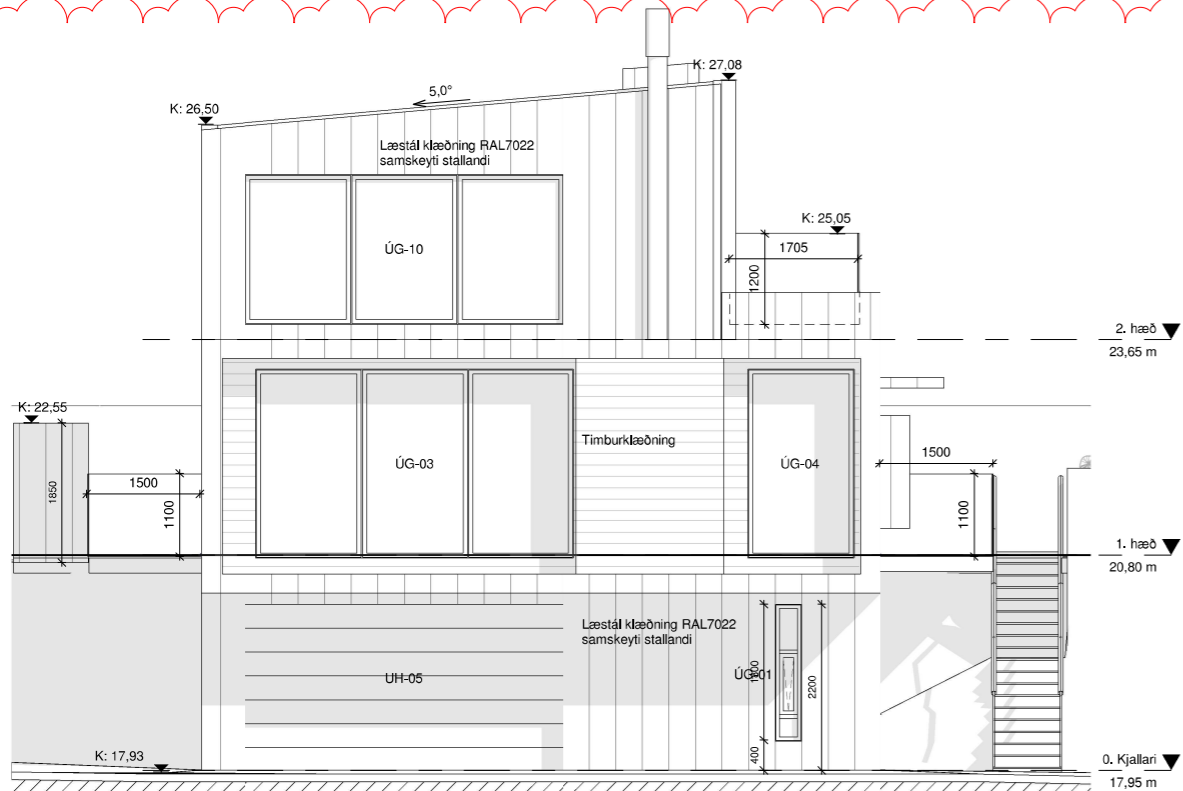 K: 27,08
5,0°
K: 26,50
Læstál klæðning RAL7022
samskeyti stallandi
K: 25,05
1705
1200
ÚG-10
2. hæð
23,65 m
K: 22,55
Timburklæðning
ÚG-03
ÚG-04
1500
1500
1850
1100
1100
1. hæð
20,80 m
Læstál klæðning RAL7022
samskeyti stallandi
UH-05
ÚG-01
1800
2200
400
K: 17,93
0. Kjallari
17,95 m